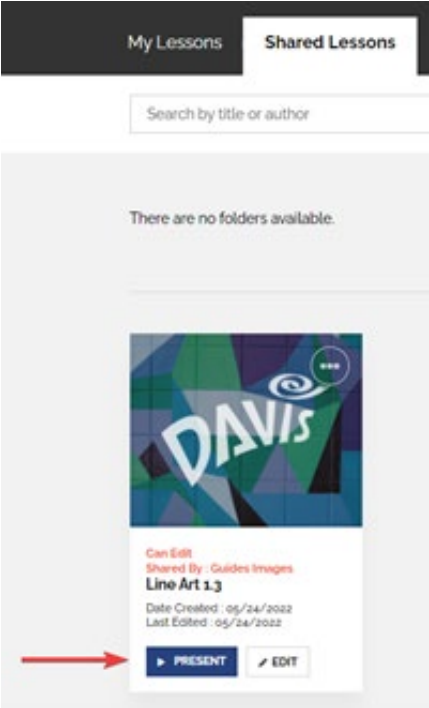 My Lessons
Shared Lessons
Search by title or author
There are no folders available.
DAVIS
Can Edit
Shared By : Guides Images
Line Art 1.3
Date Created : 05/24/2022
Last Edited : 05/24/2022
PRESENT
EDIT